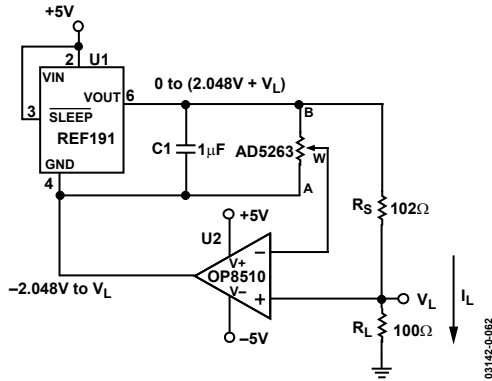 +5V
2
U1
VIN
VOUT
6
0 to (2.048V + VL)
3
SLEEP
REF191
GND
4
C1
1µF
B
AD5263
W
A
RS
102Ω
+5V
U2
V+
–
OP8510
V–
+
–2.048V to VL
–5V
VL
IL
RL
100Ω
03142-0-062